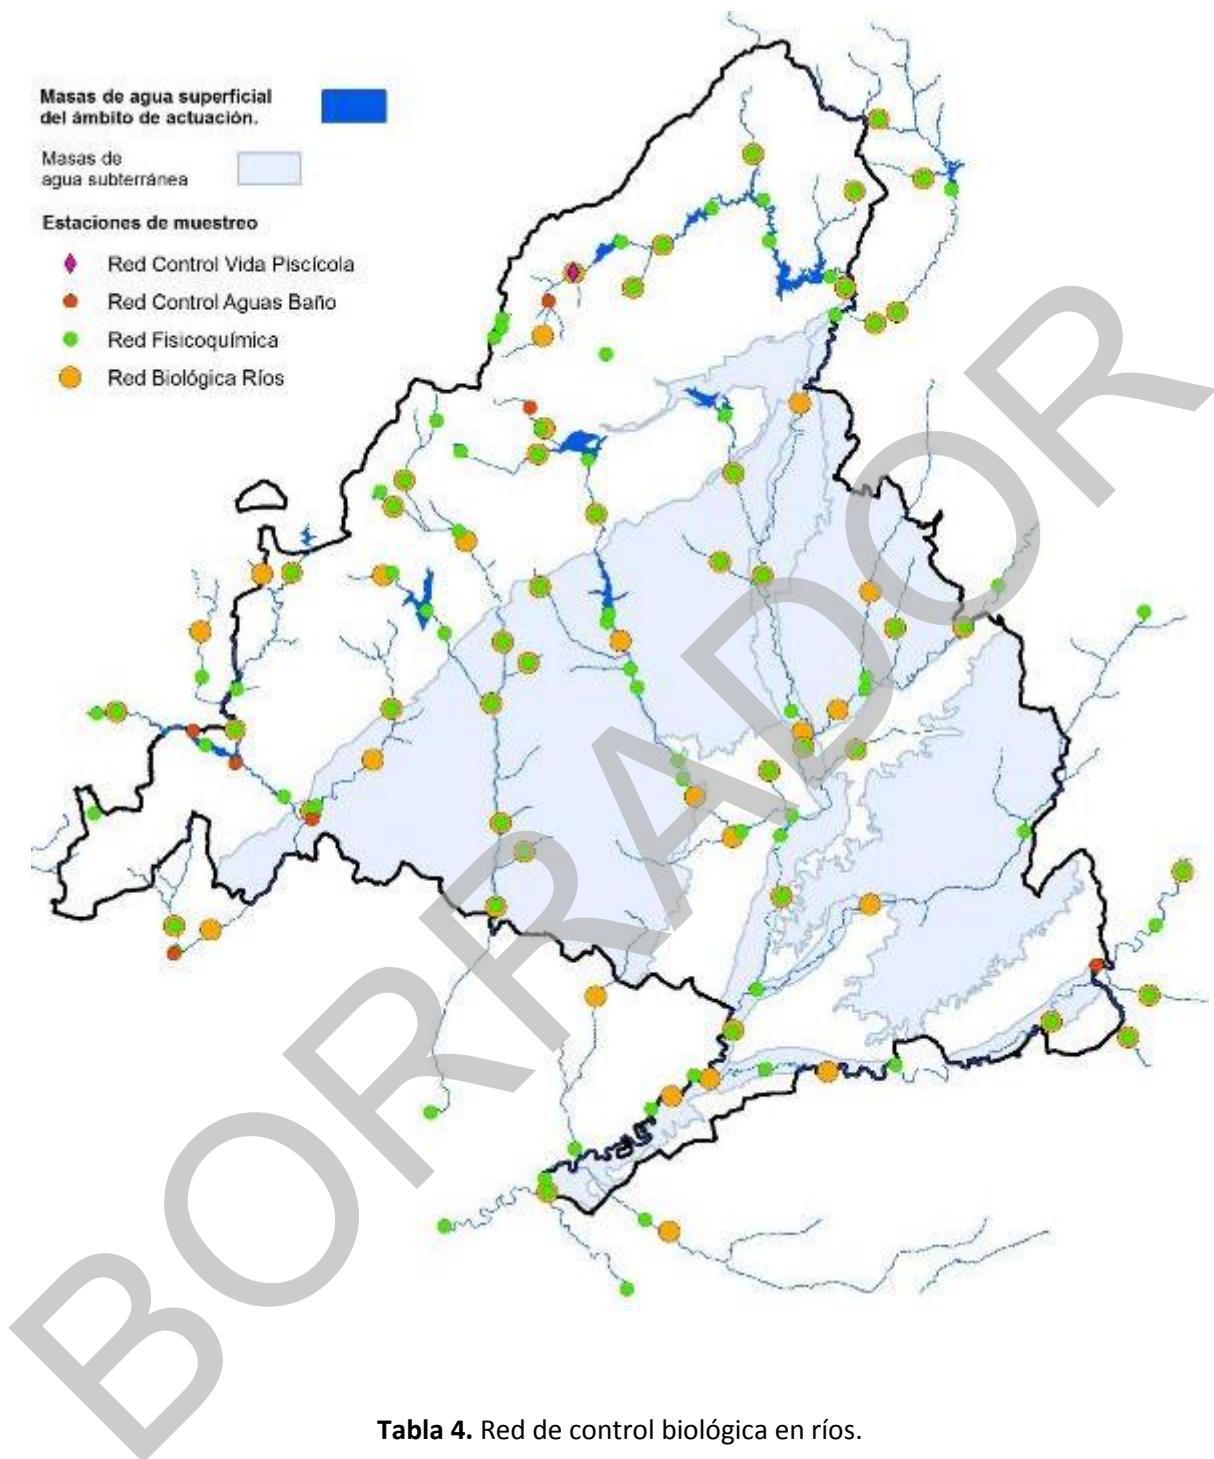 Masas de agua superficial
del ámbito de actuación.
Masas de
agua subterránea
Estaciones de muestreo
Red Control Vida Piscícola
Red Control Aguas Baño
Red Fisicoquímica
Red Biológica Ríos
BORRADOR
Tabla 4. Red de control biológica en ríos.